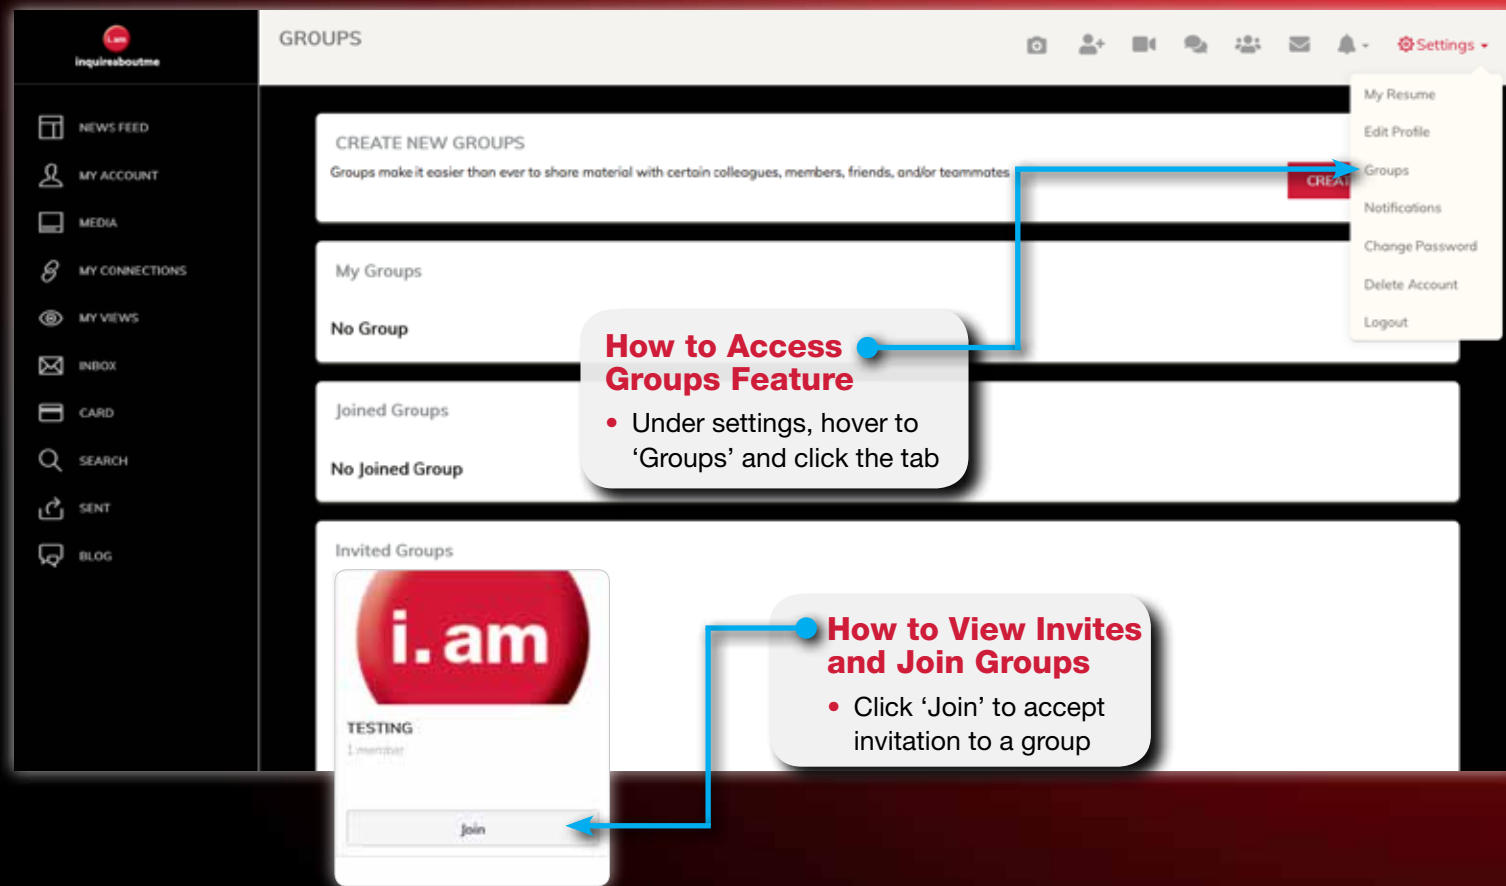 i.am
inquireaboutme
GROUPS
Settings
NEWS FEED
MY ACCOUNT
MEDIA
MY CONNECTIONS
MY VIEWS
INBOX
CARD
SEARCH
SENT
BLOG
My Resume
Edit Profile
Groups
Notifications
Change Password
Delete Account
Logout
CREATE NEW GROUPS
Groups make it easier than ever to share material with certain colleagues, members, friends, and/or teammates
CREA
My Groups
No Group
How to Access
Groups Feature
• Under settings, hover to
‘Groups’ and click the tab
Joined Groups
No Joined Group
Invited Groups
i.am
TESTING
1 member
Join
How to View Invites
and Join Groups
• Click ‘Join’ to accept
invitation to a group